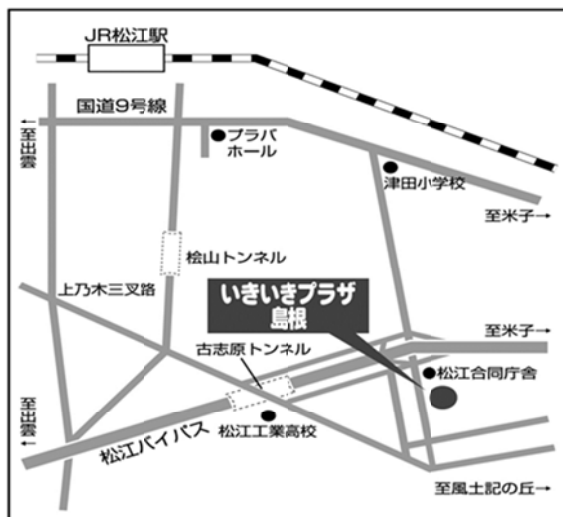 JR松江駅
国道9号線
←至出雲
プラバ
ホール
津田小学校
至米子→
桧山トンネル
上乃木三叉路
いきいきプラザ
島根
至米子→
古志原トンネル
松江合同庁舎
←至出雲
松江バイパス
松江工業高校
至風土記の丘→